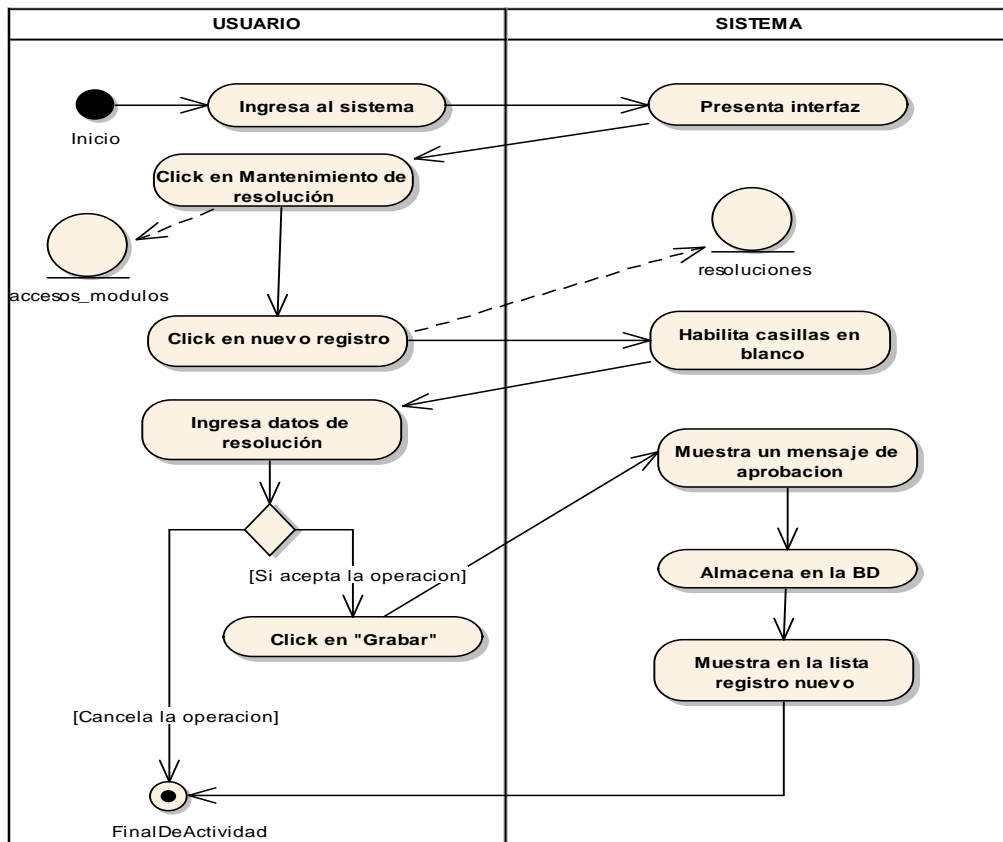 USUARIO
SISTEMA
Ingresa al sistema
Presenta interfaz
Inicio
Click en Mantenimiento de
resolución
accesos_modulos
resoluciones
Click en nuevo registro
Habilita casillas en
blanco
Ingresa datos de
resolución
Muestra un mensaje de
aprobacion
[Si acepta la operacion]
Almacena en la BD
Click en "Grabar"
Muestra en la lista
registro nuevo
[Cancela la operacion]
FinalDeActividad